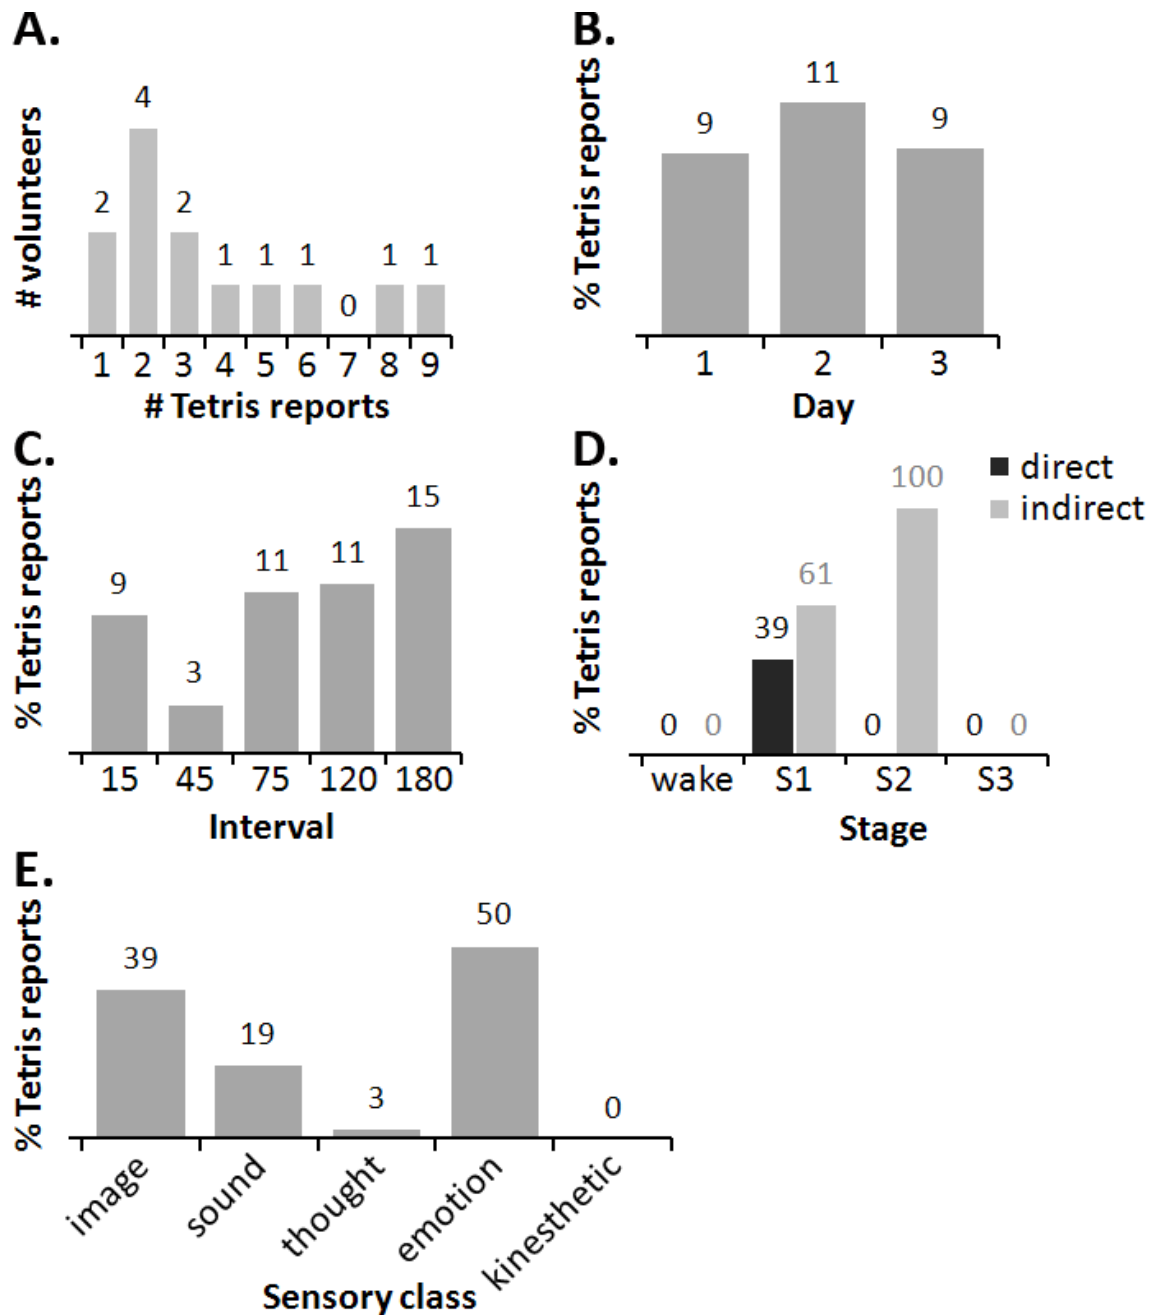 A.
# volunteers
2 4 2 1 1 1 0 1 1
1 2 3 4 5 6 7 8 9
# Tetris reports
B.
% Tetris reports
9 11 9
1 2 3
Day
C.
% Tetris reports
9 3 11 11 15
15 45 75 120 180
Interval
D.
direct
indirect
% Tetris reports
0 0 39 61 0 100 0 0
wake S1 S2 S3
Stage
E.
% Tetris reports
39 19 3 50 0
image sound thought emotion kinesthetic
Sensory class